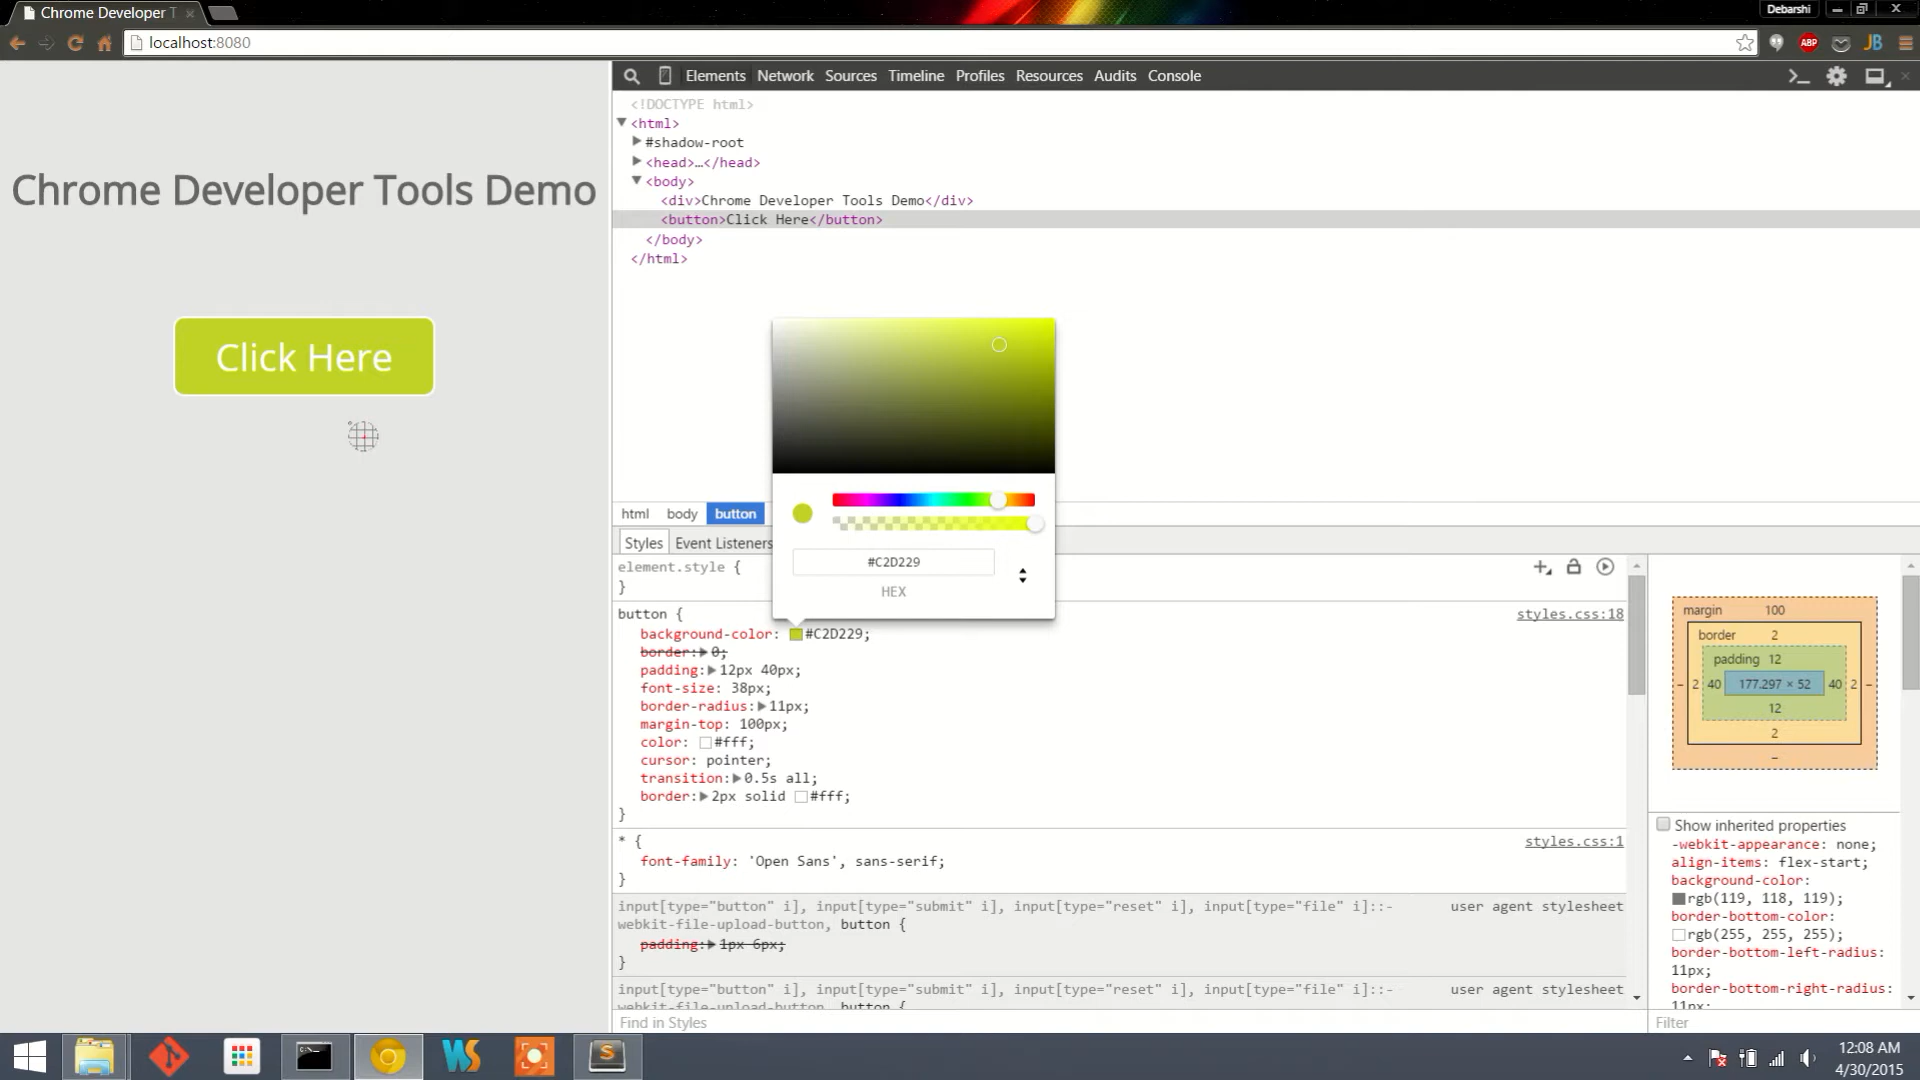 Chrome Developer T
Debarshi
localhost:8080
ABP
JB
Elements Network Sources Timeline Profiles Resources Audits Console
<!DOCTYPE html>
<html>
#shadow-root
<head>…</head>
<body>
<div>Chrome Developer Tools Demo</div>
<button>Click Here</button>
</body>
</html>
Chrome Developer Tools Demo
Click Here
#C2D229
HEX
html body button
Styles Event Listeners
element.style {
}
button { styles.css:18
background-color: #C2D229;
border: 0;
padding: 12px 40px;
font-size: 38px;
border-radius: 11px;
margin-top: 100px;
color: #fff;
cursor: pointer;
transition: 0.5s all;
border: 2px solid #fff;
}
* { styles.css:1
font-family: 'Open Sans', sans-serif;
}
input[type="button" i], input[type="submit" i], input[type="reset" i], input[type="file" i]::- user agent stylesheet
webkit-file-upload-button, button {
padding: 1px 6px;
}
input[type="button" i], input[type="submit" i], input[type="reset" i], input[type="file" i]::- user agent stylesheet
webkit-file-upload-button, button {
Find in Styles
margin 100
border 2
padding 12
– 2 40 177.297 × 52 40 2 –
12
2
–
Show inherited properties
-webkit-appearance: none;
align-items: flex-start;
background-color:
rgb(119, 118, 119);
border-bottom-color:
rgb(255, 255, 255);
border-bottom-left-radius:
11px;
border-bottom-right-radius:
11px;
Filter
WS
S
12:08 AM
4/30/2015